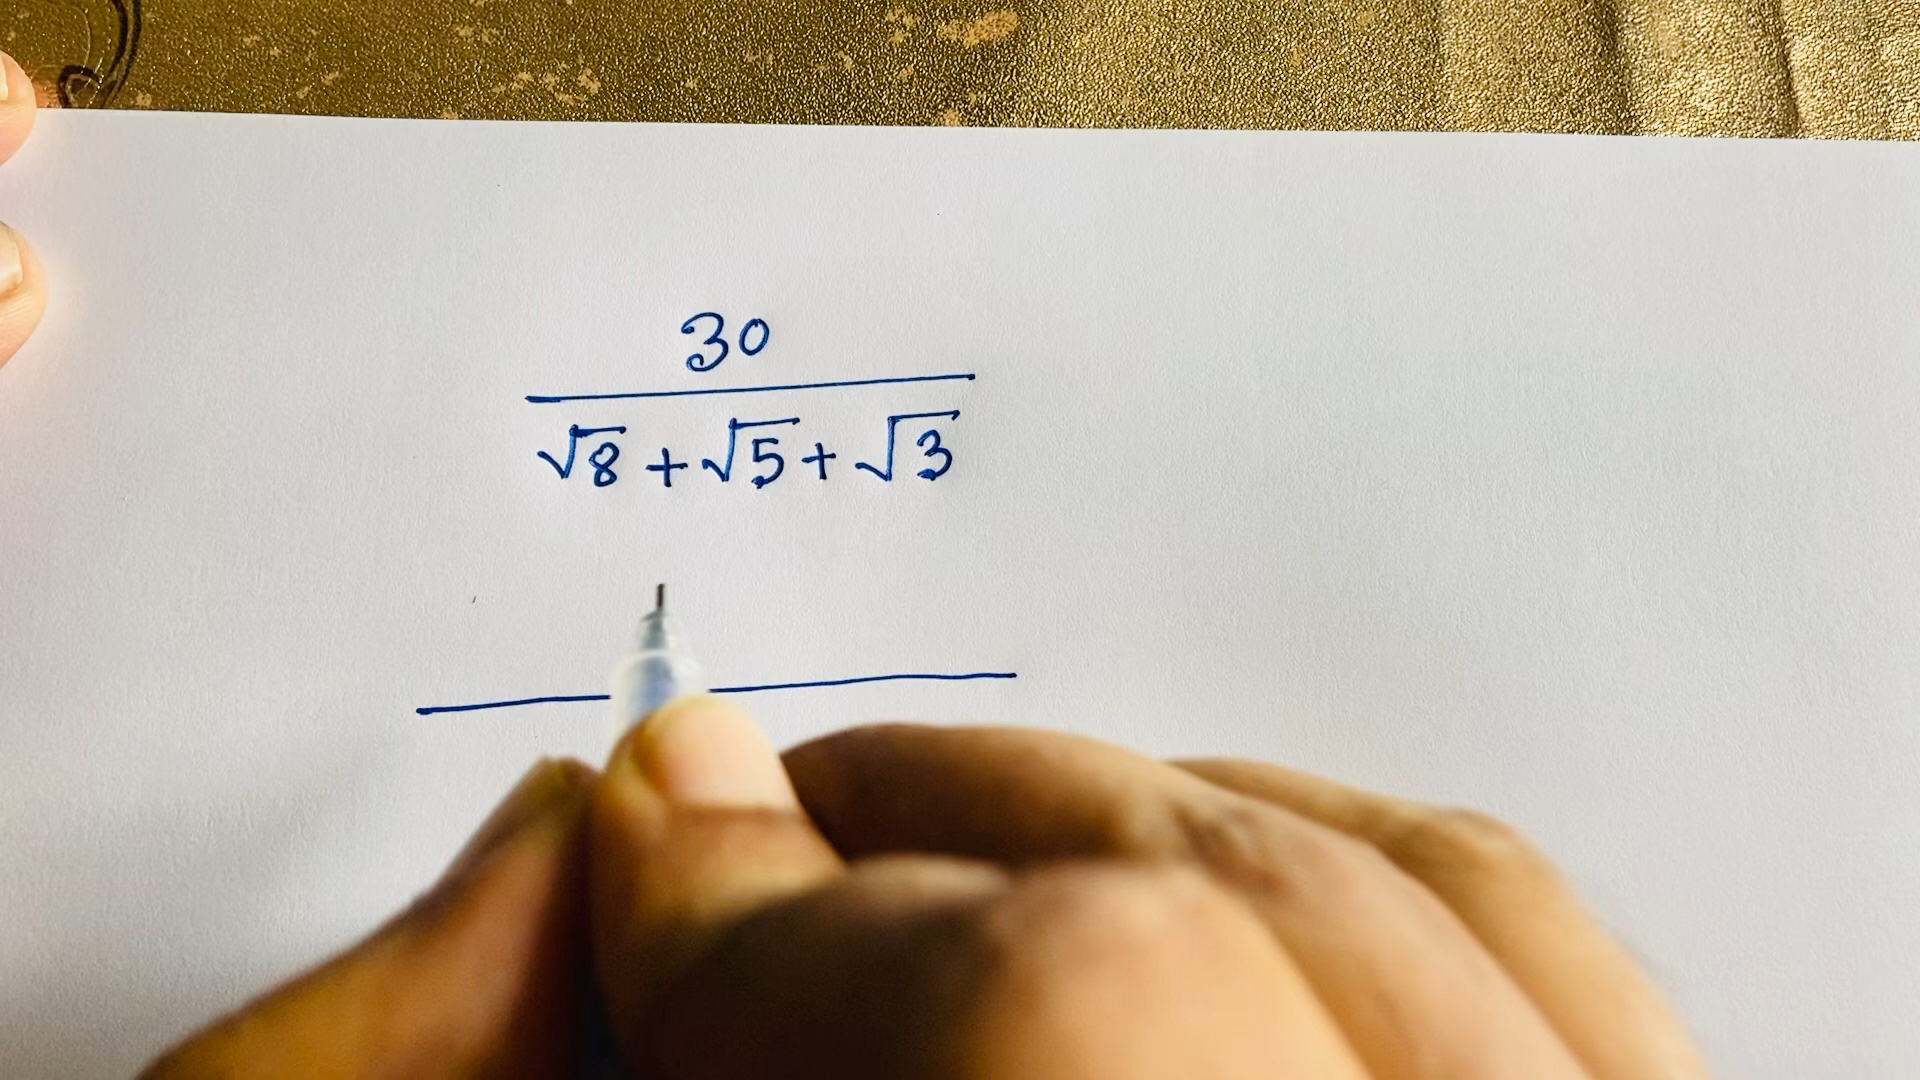 30
√8 + √5 + √3